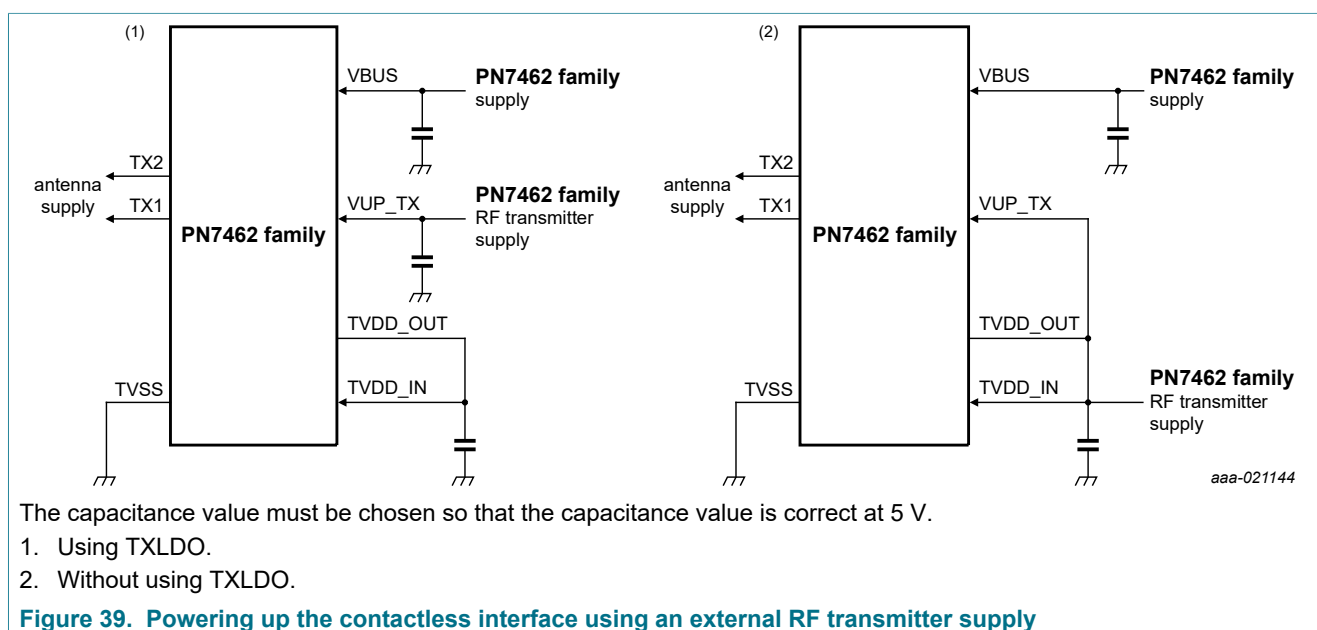 (1)
VBUS
PN7462 family
supply
TX2
antenna
supply
TX1
VUP_TX
PN7462 family
RF transmitter
supply
PN7462 family
TVDD_OUT
TVSS
TVDD_IN
(2)
VBUS
PN7462 family
supply
TX2
antenna
supply
TX1
VUP_TX
PN7462 family
TVDD_OUT
TVSS
TVDD_IN
PN7462 family
RF transmitter
supply
aaa-021144
The capacitance value must be chosen so that the capacitance value is correct at 5 V.
1. Using TXLDO.
2. Without using TXLDO.
Figure 39. Powering up the contactless interface using an external RF transmitter supply